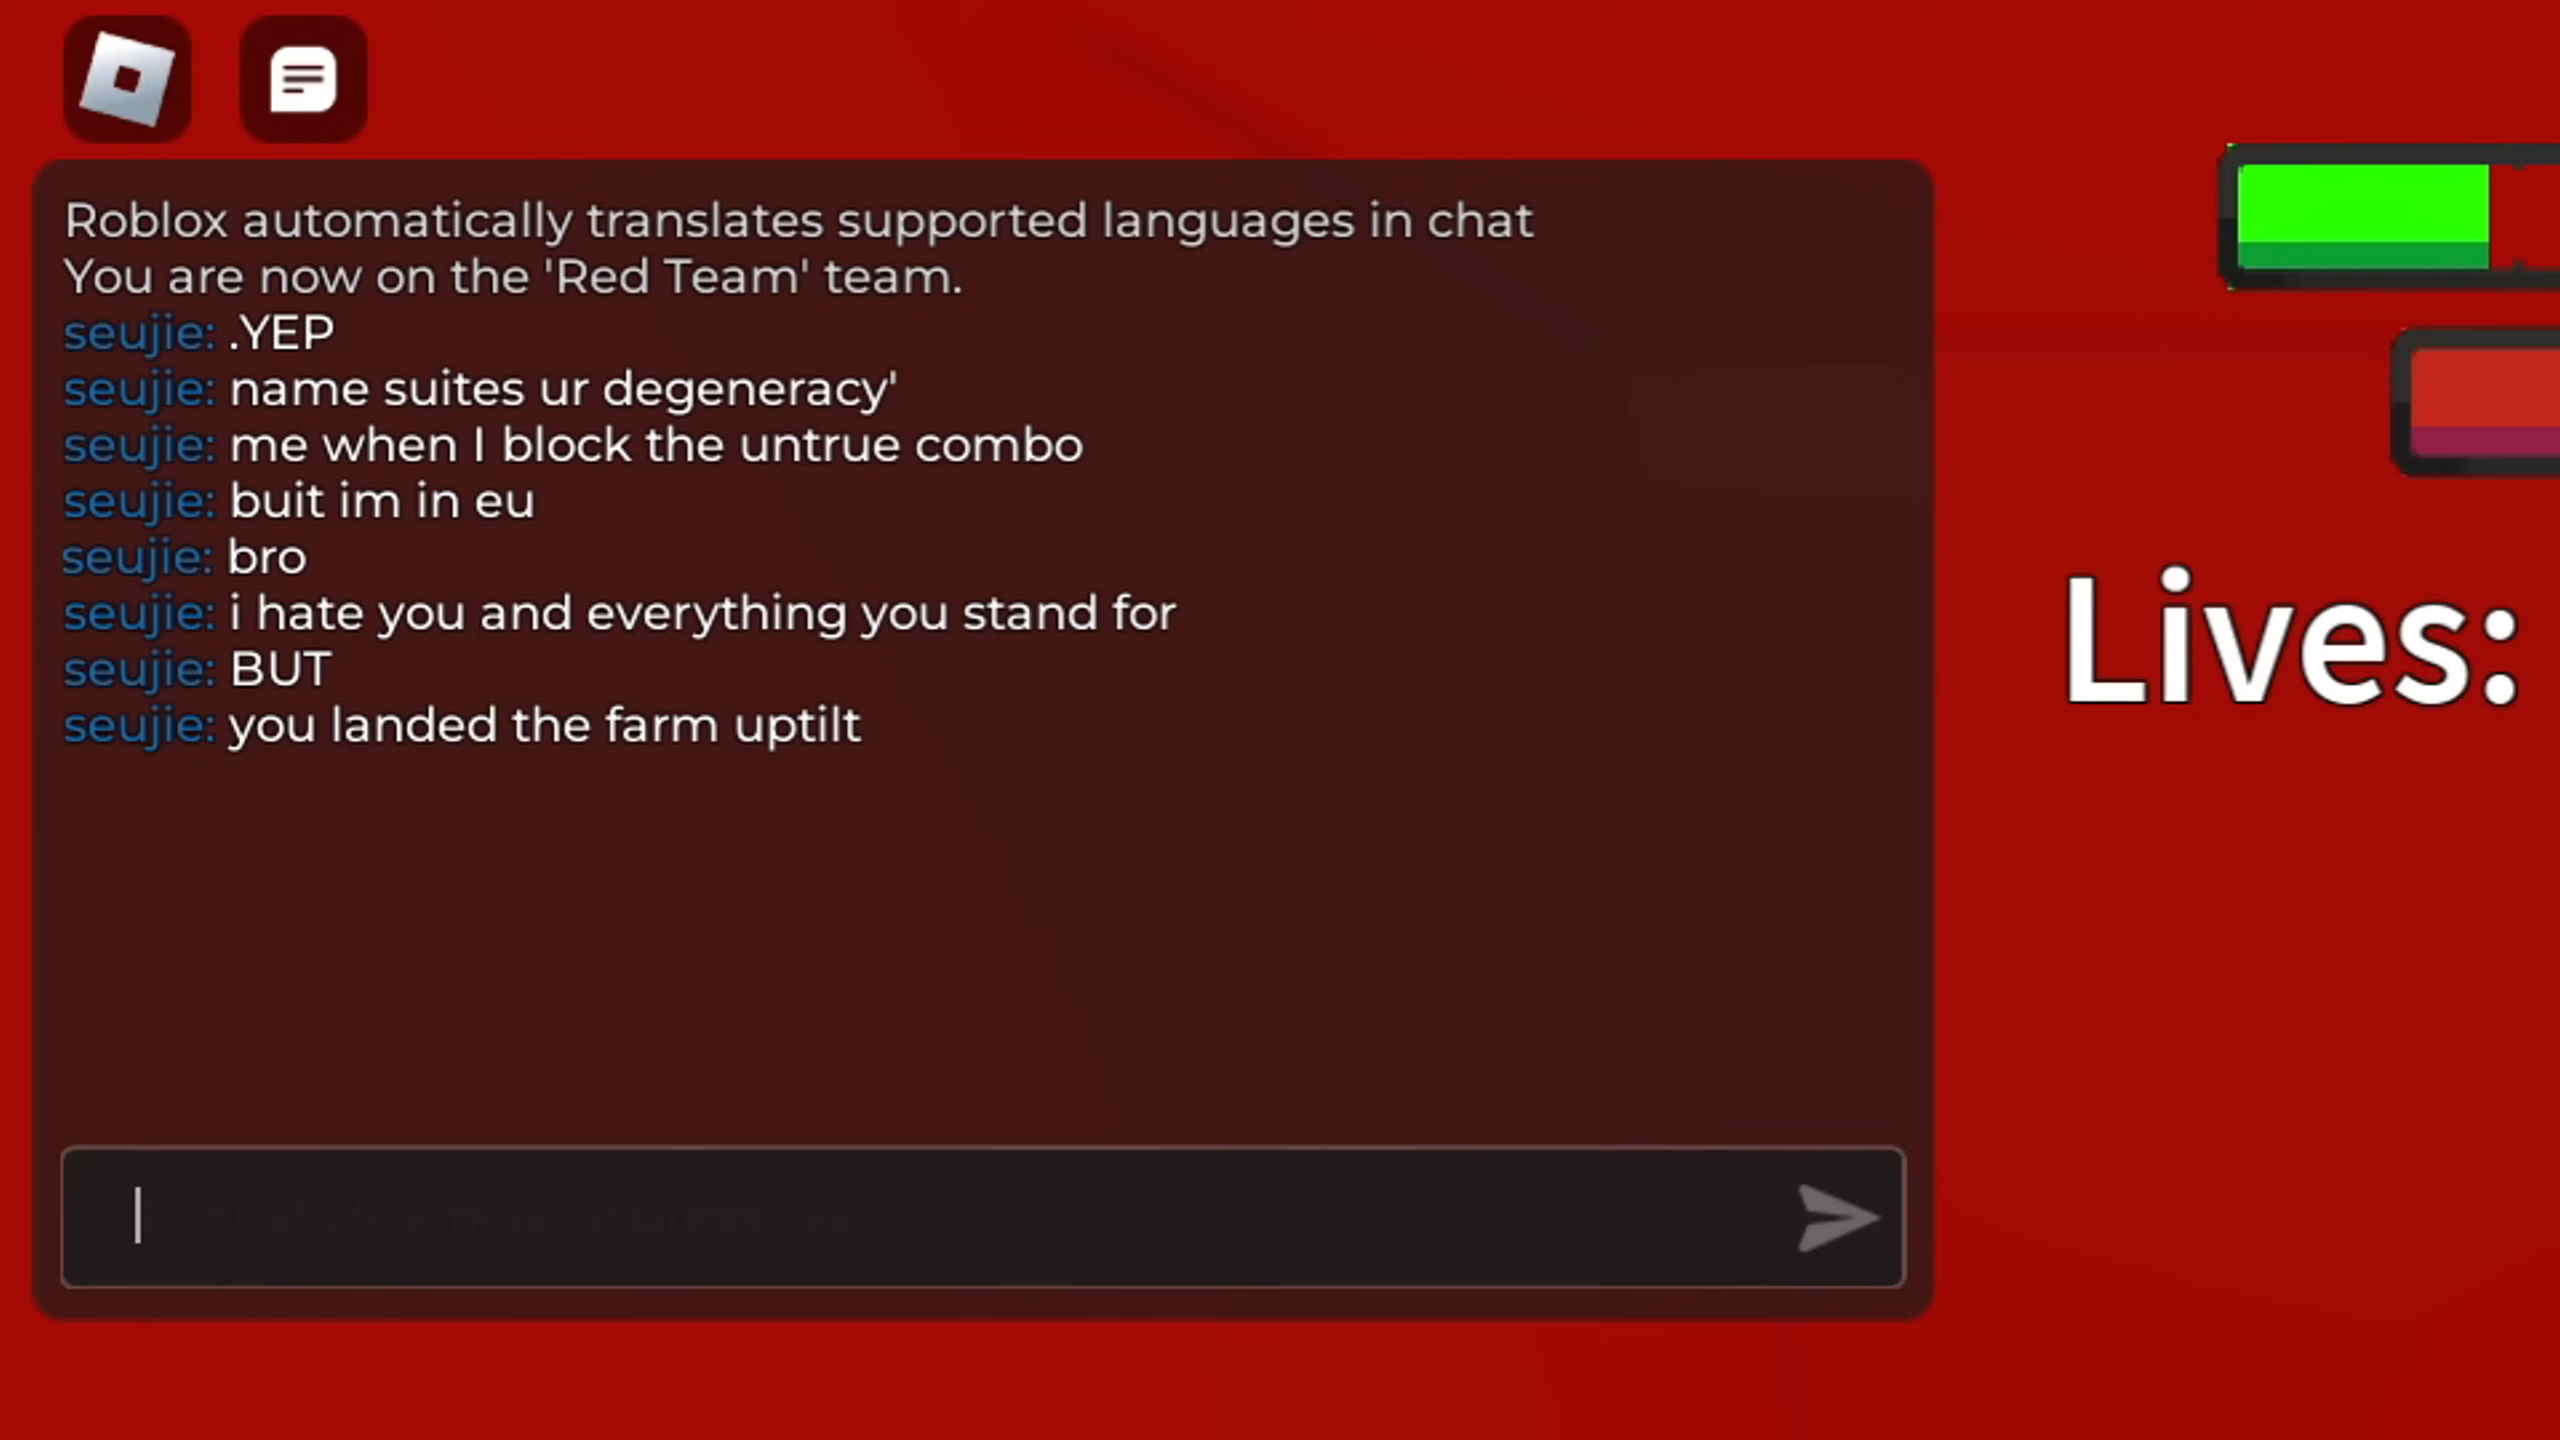 Roblox automatically translates supported languages in chat
You are now on the 'Red Team' team.
seujie: .YEP
seujie: name suites ur degeneracy'
seujie: me when I block the untrue combo
seujie: buit im in eu
seujie: bro
seujie: i hate you and everything you stand for
seujie: BUT
seujie: you landed the farm uptilt
Lives: